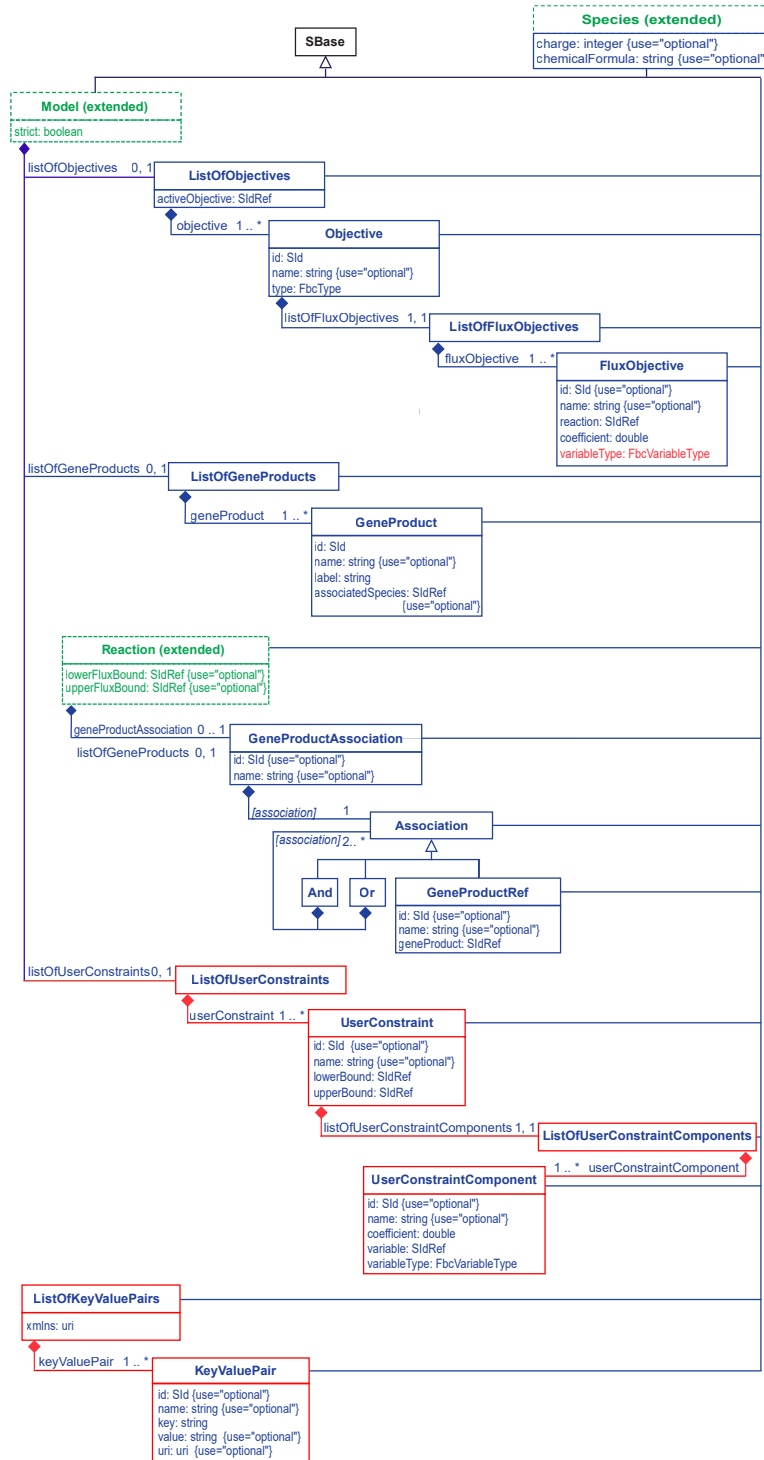 Species (extended)
SBase
charge: integer {use="optional"}
chemicalFormula: string {use="optional"
Model (extended)
strict: boolean
listOfObjectives 0, 1
ListOfObjectives
activeObjective: SIdRef
objective 1 .. *
Objective
id: SId
name: string {use="optional"}
type: FbcType
listOfFluxObjectives 1, 1
ListOfFluxObjectives
fluxObjective 1 .. *
FluxObjective
id: SId {use="optional"}
name: string {use="optional"}
reaction: SIdRef
coefficient: double
variableType: FbcVariableType
listOfGeneProducts 0, 1
ListOfGeneProducts
geneProduct 1 .. *
GeneProduct
id: SId
name: string {use="optional"}
label: string
associatedSpecies: SIdRef
{use="optional"}
Reaction (extended)
lowerFluxBound: SIdRef {use="optional"}
upperFluxBound: SIdRef {use="optional"}
geneProductAssociation 0 .. 1
listOfGeneProducts 0, 1
GeneProductAssociation
id: SId {use="optional"}
name: string {use="optional"}
[association] 1
Association
[association] 2.. *
And
Or
GeneProductRef
id: SId {use="optional"}
name: string {use="optional"}
geneProduct: SIdRef
listOfUserConstraints 0, 1
ListOfUserConstraints
userConstraint 1 .. *
UserConstraint
id: SId {use="optional"}
name: string {use="optional"}
lowerBound: SIdRef
upperBound: SIdRef
listOfUserConstraintComponents 1, 1
ListOfUserConstraintComponents
1 .. * userConstraintComponent
UserConstraintComponent
id: SId {use="optional"}
name: string {use="optional"}
coefficient: double
variable: SIdRef
variableType: FbcVariableType
ListOfKeyValuePairs
xmlns: uri
keyValuePair 1 .. *
KeyValuePair
id: SId {use="optional"}
name: string {use="optional"}
key: string
value: string {use="optional"}
uri: uri {use="optional"}